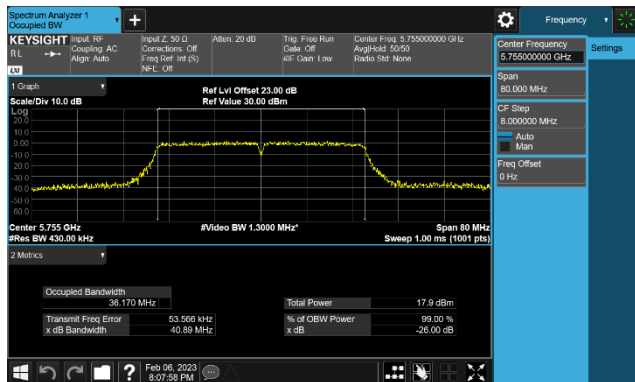 Spectrum Analyzer 1
Occupied BW
+
Frequency
KEYSIGHT
RL
LXI
Input: RF
Coupling: AC
Align: Auto
Input Z: 50 Ω
Corrections: Off
Freq Ref: Int (S)
NFE: Off
Atten: 20 dB
Trig: Free Run
Gate: Off
#IF Gain: Low
Center Freq: 5.755000000 GHz
Avg|Hold: 50/50
Radio Std: None
Center Frequency
5.755000000 GHz
Settings
Span
80.000 MHz
CF Step
8.000000 MHz
Auto
Man
Freq Offset
0 Hz
1 Graph
Scale/Div 10.0 dB
Ref Lvl Offset 23.00 dB
Ref Value 30.00 dBm
Log
20.0
10.0
0.00
-10.0
-20.0
-30.0
-40.0
-50.0
-60.0
Center 5.755 GHz
#Res BW 430.00 kHz
#Video BW 1.3000 MHz*
Span 80 MHz
Sweep 1.00 ms (1001 pts)
2 Metrics
Occupied Bandwidth
36.170 MHz
Total Power
17.9 dBm
Transmit Freq Error
53.566 kHz
% of OBW Power
99.00 %
x dB Bandwidth
40.89 MHz
x dB
-26.00 dB
?
Feb 06, 2023
8:07:58 PM